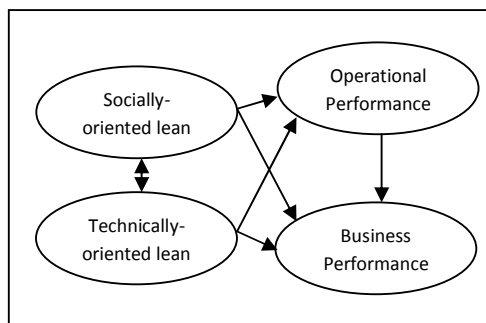 Socially-
oriented lean
Operational
Performance
Technically-
oriented lean
Business
Performance